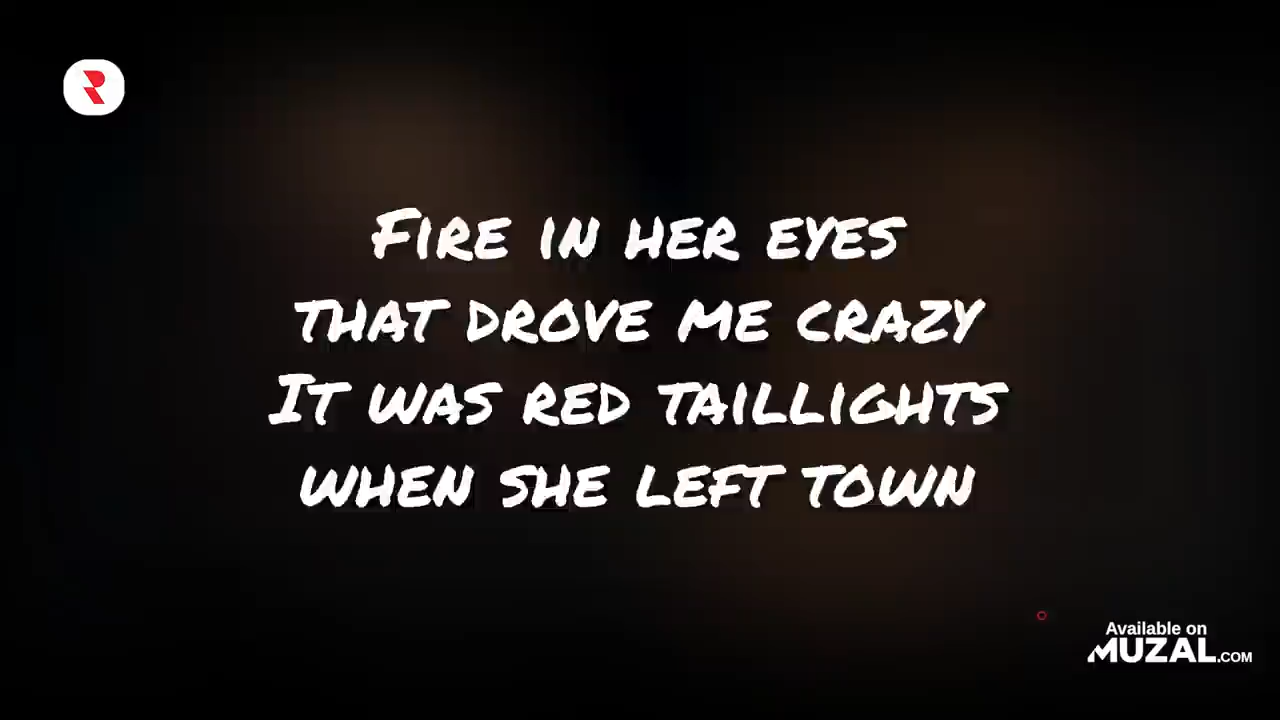 Fire in her eyes
that drove me crazy
It was red taillights
when she left town
Available on
MUZAL.COM